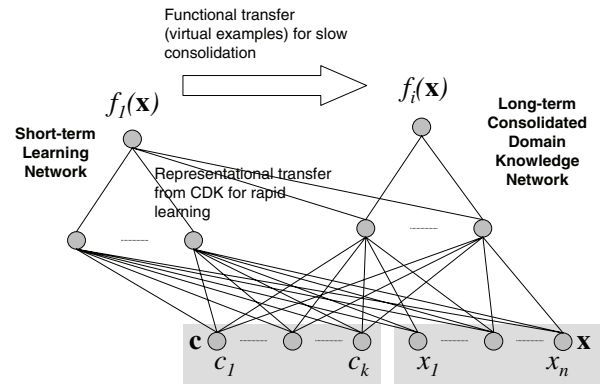 Functional transfer
(virtual examples) for slow
consolidation
f1(x)
fi(x)
Short-term
Learning
Network
Long-term
Consolidated
Domain
Knowledge
Network
Representational transfer
from CDK for rapid
learning
c
x
c1
ck
x1
xn